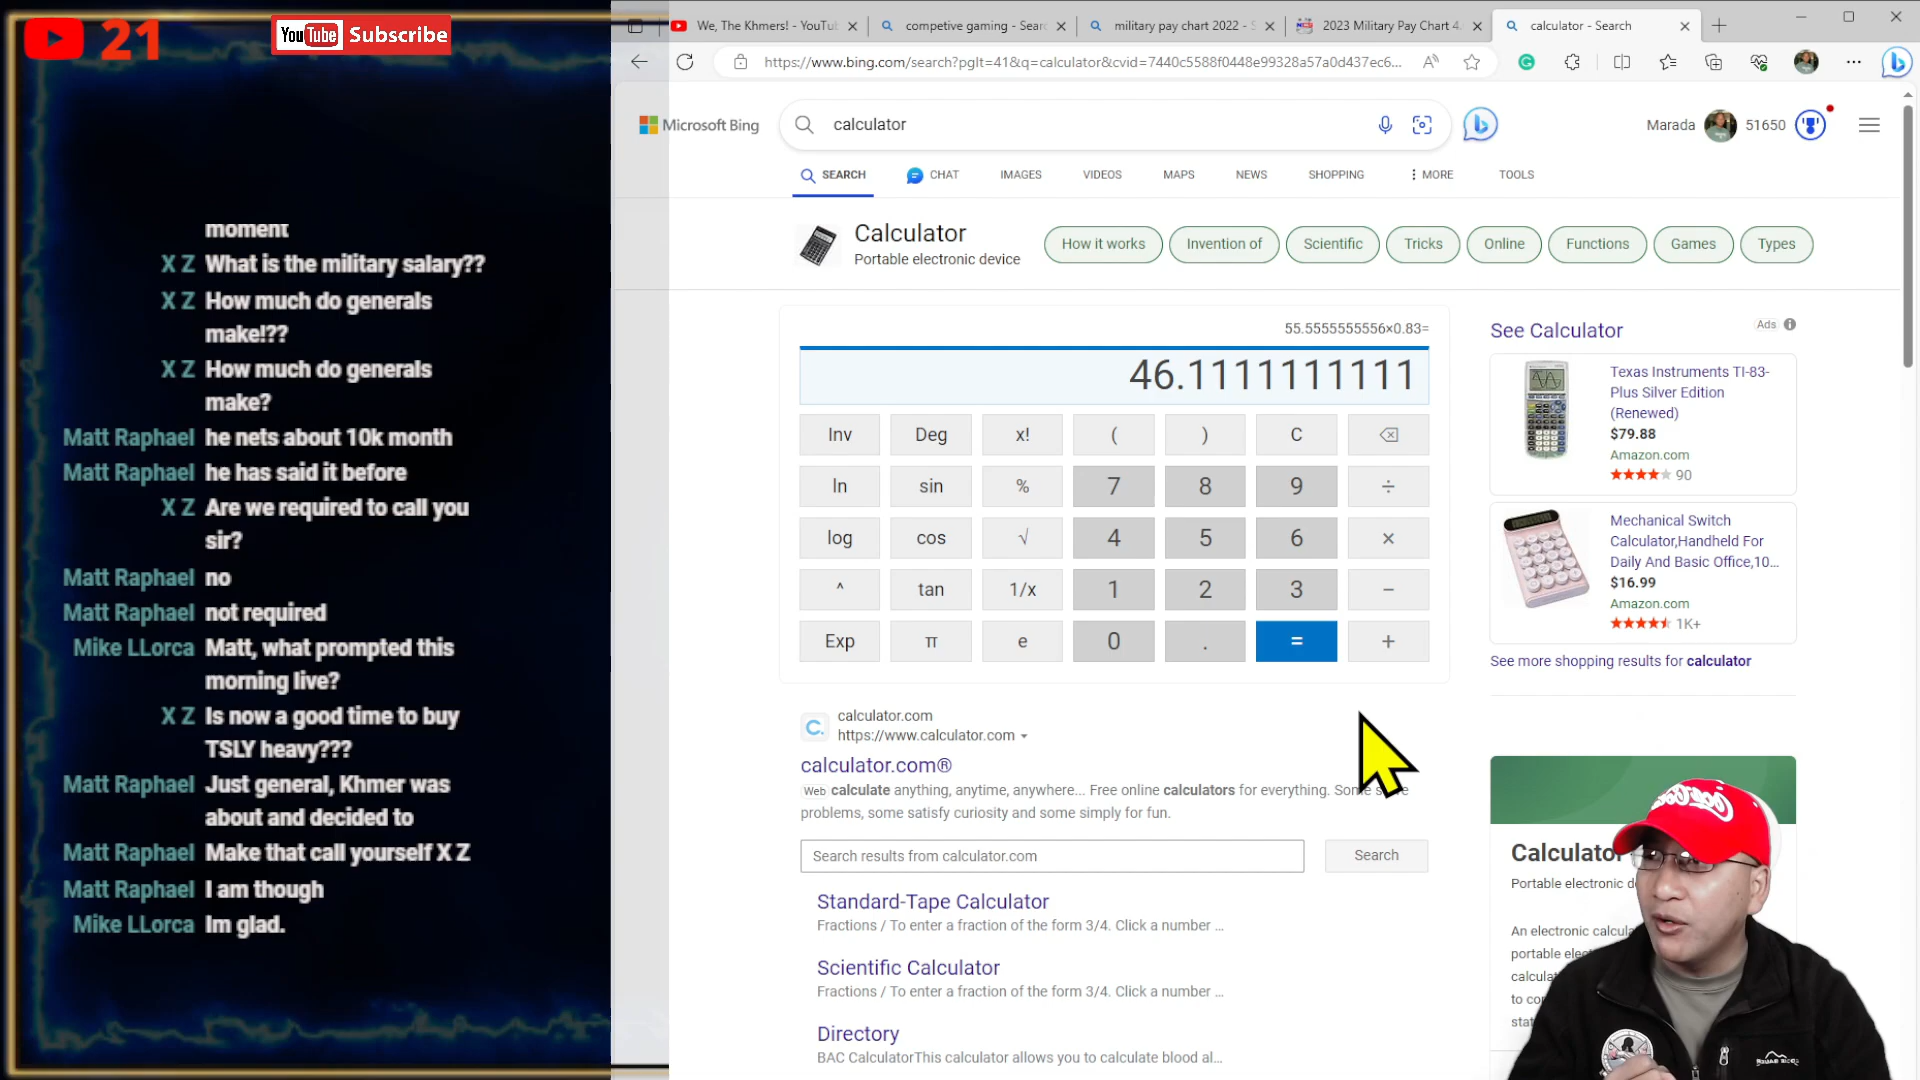 21
YouTube Subscribe
moment
X Z What is the military salary??
X Z How much do generals
make!??
X Z How much do generals
make?
Matt Raphael he nets about 10k month
Matt Raphael he has said it before
X Z Are we required to call you
sir?
Matt Raphael no
Matt Raphael not required
Mike LLorca Matt, what prompted this
morning live?
X Z Is now a good time to buy
TSLY heavy???
Matt Raphael Just general, Khmer was
about and decided to
Matt Raphael Make that call yourself X Z
Matt Raphael I am though
Mike LLorca Im glad.
We, The Khmers! - YouTu
competive gaming - Sear
military pay chart 2022 - S
2023 Military Pay Chart 4.
calculator - Search
https://www.bing.com/search?pglt=41&q=calculator&cvid=7440c5588f0448e99328a57a0d437ec6...
Microsoft Bing
calculator
Marada
51650
SEARCH
CHAT
IMAGES
VIDEOS
MAPS
NEWS
SHOPPING
MORE
TOOLS
Calculator
Portable electronic device
How it works
Invention of
Scientific
Tricks
Online
Functions
Games
Types
55.5555555556×0.83=
46.1111111111
Inv Deg x! ( ) C
ln sin % 7 8 9 ÷
log cos √ 4 5 6 ×
^ tan 1/x 1 2 3 −
Exp π e 0 . = +
calculator.com
https://www.calculator.com
calculator.com®
Web calculate anything, anytime, anywhere... Free online calculators for everything. Some solve
problems, some satisfy curiosity and some simply for fun.
Search results from calculator.com
Search
Standard-Tape Calculator
Fractions / To enter a fraction of the form 3/4. Click a number ...
Scientific Calculator
Fractions / To enter a fraction of the form 3/4. Click a number ...
Directory
BAC CalculatorThis calculator allows you to calculate blood al...
See Calculator
Ads
Texas Instruments TI-83-
Plus Silver Edition
(Renewed)
$79.88
Amazon.com
90
Mechanical Switch
Calculator,Handheld For
Daily And Basic Office,10...
$16.99
Amazon.com
1K+
See more shopping results for calculator
Calculator
Portable electronic d
An electronic calcula
portable elec
calcula
to co
stat
Coca-Cola